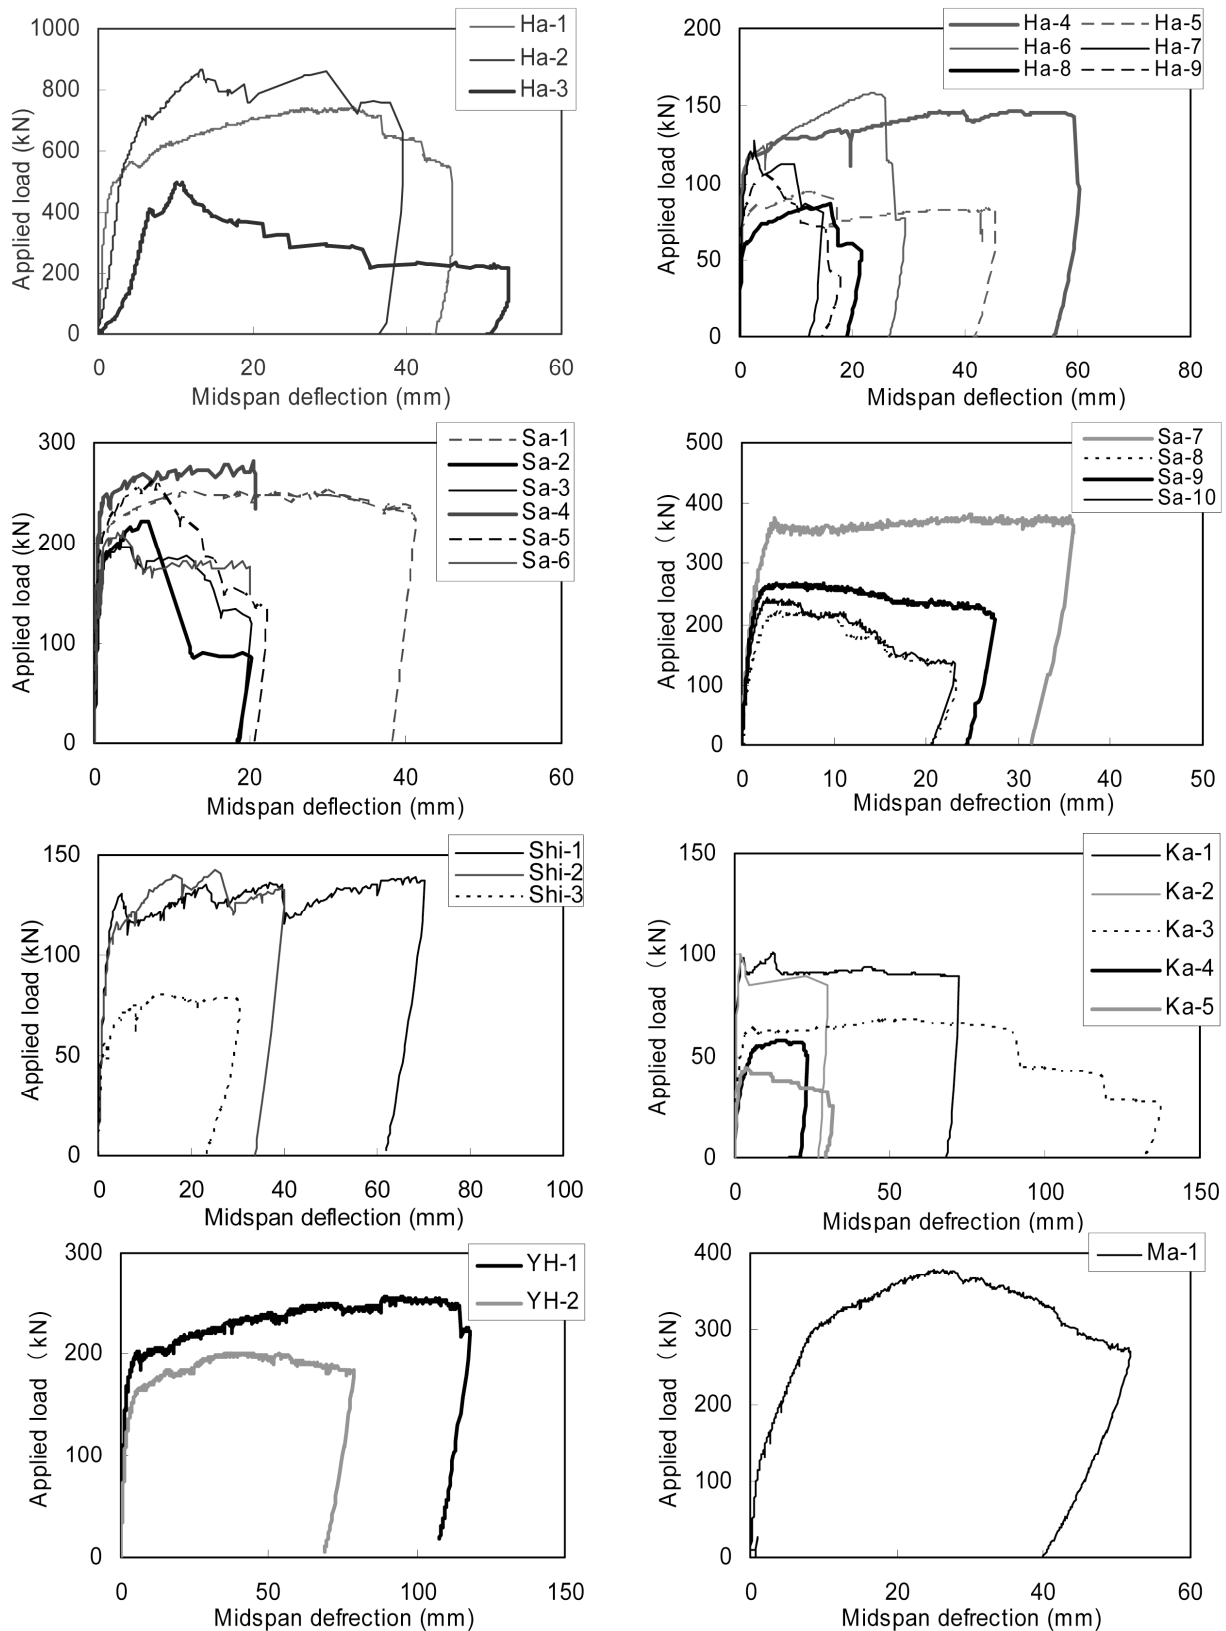 1000
800
600
400
200
0
0 20 40 60
Applied load (kN)
Midspan deflection (mm)
Ha-1
Ha-2
Ha-3
200
150
100
50
0
0 20 40 60 80
Applied load (kN)
Midspan deflection (mm)
Ha-4 Ha-5
Ha-6 Ha-7
Ha-8 Ha-9
300
200
100
0
0 20 40 60
Applied load (kN)
Midspan deflection (mm)
Sa-1
Sa-2
Sa-3
Sa-4
Sa-5
Sa-6
500
400
300
200
100
0
0 10 20 30 40 50
Applied load (kN)
Midspan defrection (mm)
Sa-7
Sa-8
Sa-9
Sa-10
150
100
50
0
0 20 40 60 80 100
Applied load (kN)
Midspan deflection (mm)
Shi-1
Shi-2
Shi-3
150
100
50
0
0 50 100 150
Applied load (kN)
Midspan defrection (mm)
Ka-1
Ka-2
Ka-3
Ka-4
Ka-5
300
200
100
0
0 50 100 150
Applied load (kN)
Midspan defrection (mm)
YH-1
YH-2
400
300
200
100
0
0 20 40 60
Applied load (kN)
Midspan defrection (mm)
Ma-1